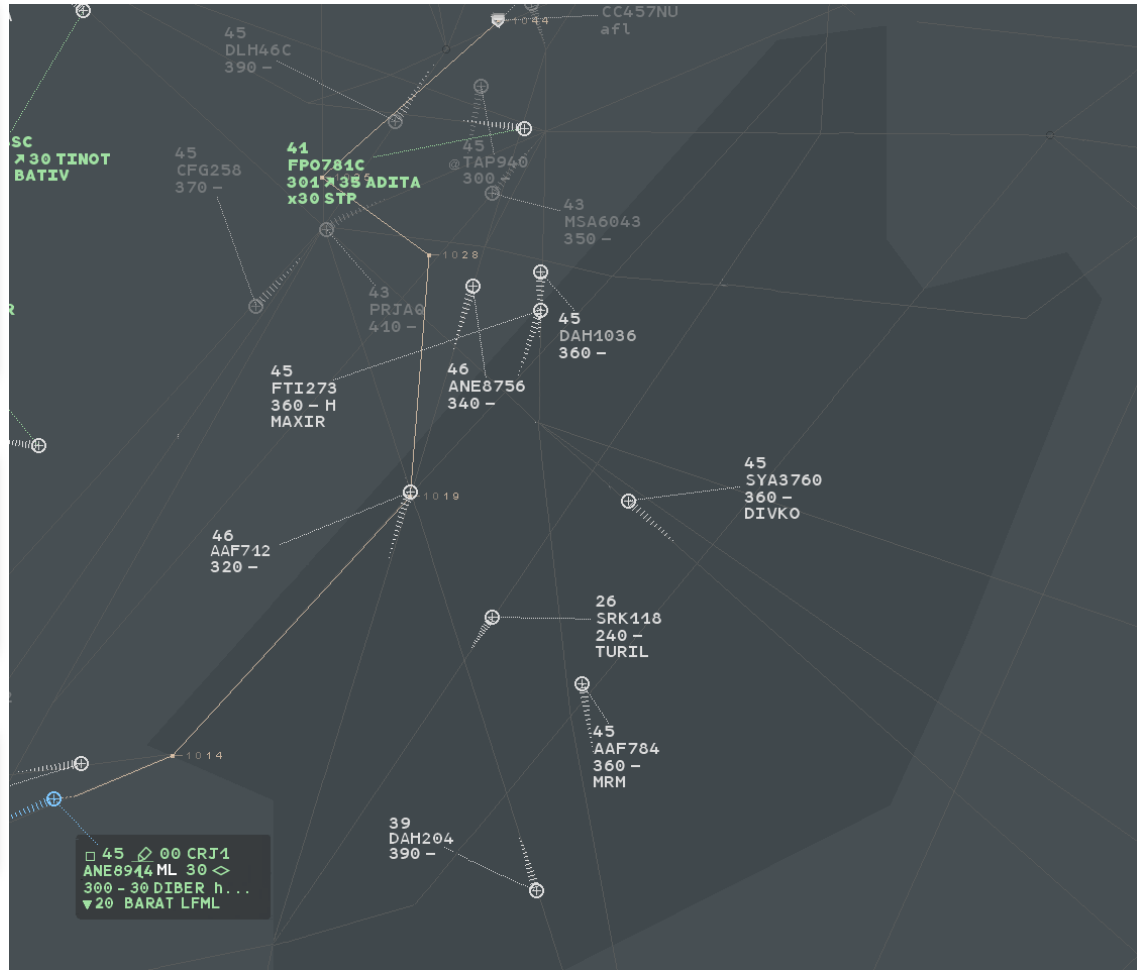 CC457NU
afl
1044
45
DLH46C
390 –
SC
↗ 30 TINOT
BATIV
45
CFG258
370 –
41
FPO781C
301 ↗ 35 ADITA
x30 STP
45
@ TAP940
300 –
43
MSA6043
350 –
1028
43
PRJAQ
410 –
R
45
DAH1036
360 –
45
FTI273
360 – H
MAXIR
46
ANE8756
340 –
45
SYA3760
360 –
DIVKO
1019
46
AAF712
320 –
26
SRK118
240 –
TURIL
45
AAF784
360 –
MRM
1014
39
DAH204
390 –
□ 45 00 CRJ1
ANE8914 ML 30 <>
300 – 30 DIBER h...
▼20 BARAT LFML